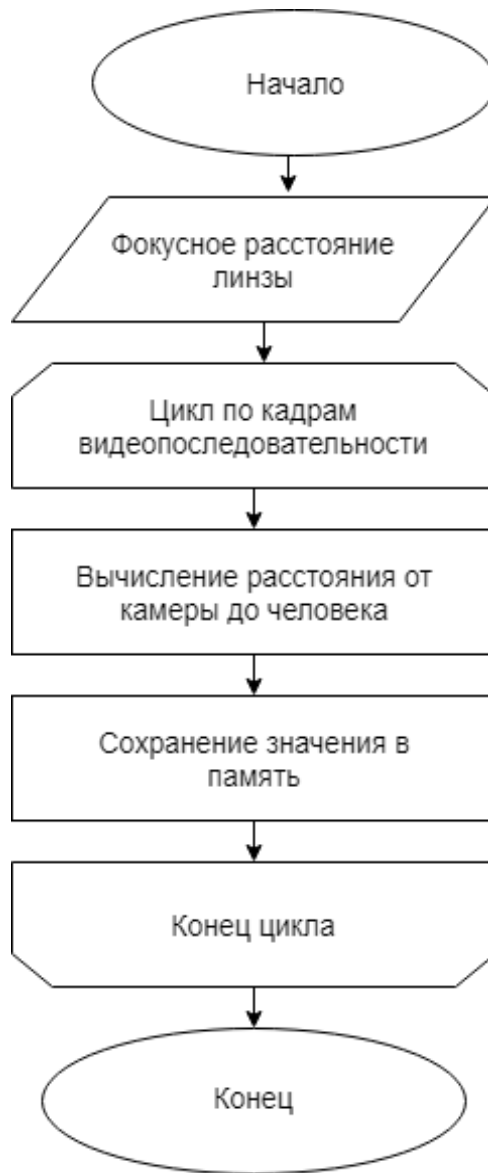 Начало
Фокусное расстояние
линзы
Цикл по кадрам
видеопоследовательности
Вычисление расстояния от
камеры до человека
Сохранение значения в
память
Конец цикла
Конец